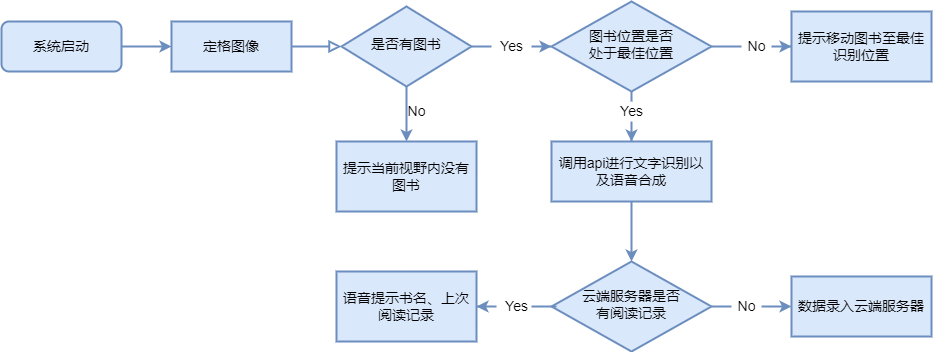 系统启动
定格图像
是否有图书
Yes
图书位置是否
处于最佳位置
No
提示移动图书至最佳
识别位置
No
提示当前视野内没有
图书
Yes
调用api进行文字识别以
及语音合成
云端服务器是否
有阅读记录
Yes
语音提示书名、上次
阅读记录
No
数据录入云端服务器